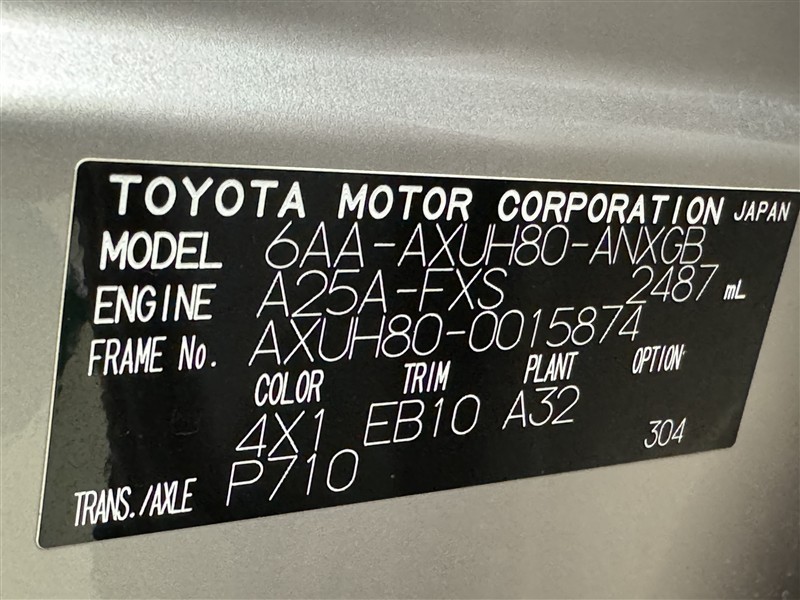 TOYOTA MOTOR CORPORATION JAPAN
MODEL 6AA-AXUH80-ANXGB
ENGINE A25A-FXS 2487 mL
FRAME No. AXUH80-0015874
COLOR TRIM PLANT OPTION
4X1 EB10 A32 304
TRANS./AXLE P710